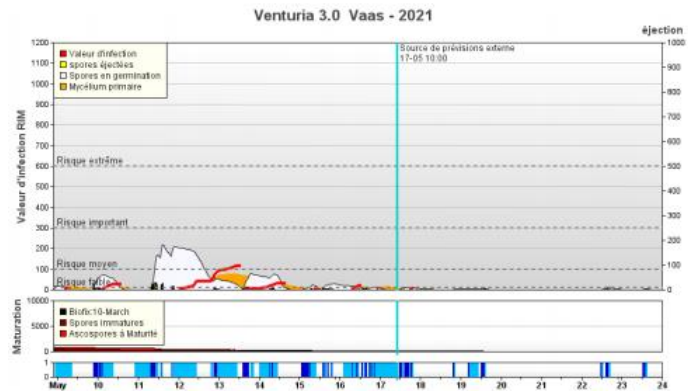 Venturia 3.0 Vaas - 2021
éjection
Valeur d'infection RIM
1200
1100
1000
900
800
700
600
500
400
300
200
100
0
Valeur d'infection
spores éjectées
Spores en germination
Mycélium primaire
Source de prévisions externe
17-05 10:00
Risque extrême
Risque important
Risque moyen
Risque faible
1000
900
800
700
600
500
400
300
200
100
0
Maturation
10000
5000
0
Biofix:10-March
Spores immatures
Ascospores à Maturité
1
0
May 10 11 12 13 14 15 16 17 18 19 20 21 22 23 24